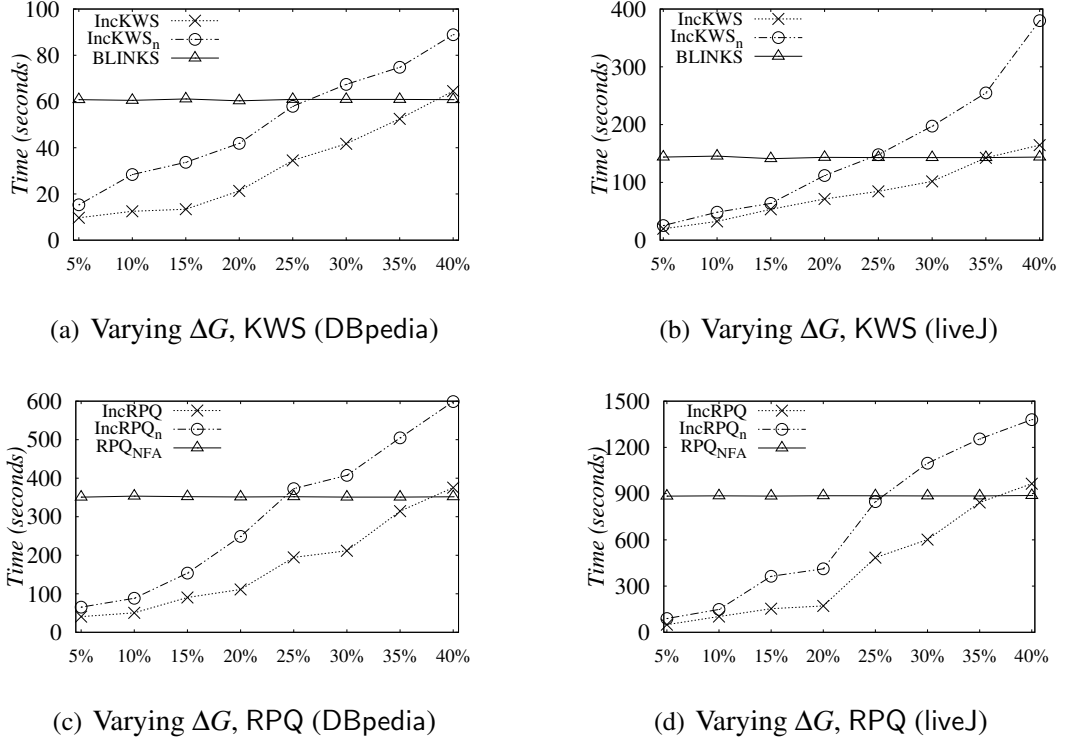 IncKWS
IncKWSn
BLINKS
Time (seconds)
100
80
60
40
20
0
5% 10% 15% 20% 25% 30% 35% 40%
(a) Varying ΔG, KWS (DBpedia)
IncKWS
IncKWSn
BLINKS
Time (seconds)
400
300
200
100
0
5% 10% 15% 20% 25% 30% 35% 40%
(b) Varying ΔG, KWS (liveJ)
IncRPQ
IncRPQn
RPQNFA
Time (seconds)
600
500
400
300
200
100
0
5% 10% 15% 20% 25% 30% 35% 40%
(c) Varying ΔG, RPQ (DBpedia)
IncRPQ
IncRPQn
RPQNFA
Time (seconds)
1500
1200
900
600
300
0
5% 10% 15% 20% 25% 30% 35% 40%
(d) Varying ΔG, RPQ (liveJ)